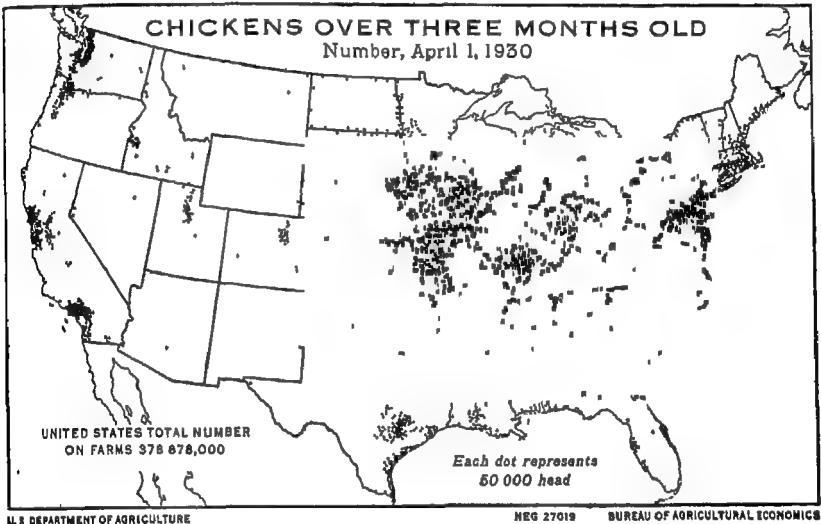 CHICKENS OVER THREE MONTHS OLD
Number, April 1, 1930
UNITED STATES TOTAL NUMBER
ON FARMS 378 878,000
Each dot represents
50 000 head
U. S DEPARTMENT OF AGRICULTURE
NEG 27019
BUREAU OF AGRICULTURAL ECONOMICS